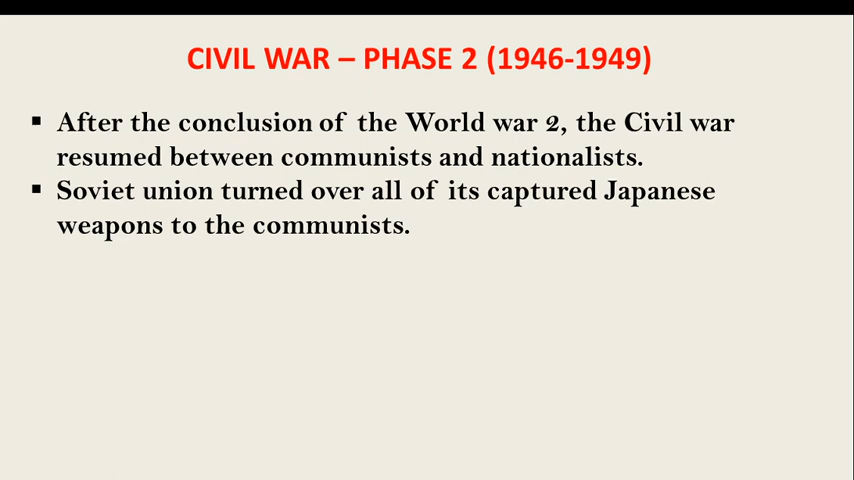 CIVIL WAR – PHASE 2 (1946-1949)
▪ After the conclusion of the World war 2, the Civil war
resumed between communists and nationalists.
▪ Soviet union turned over all of its captured Japanese
weapons to the communists.